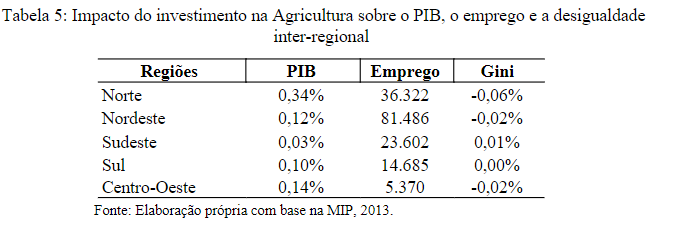 Tabela 5: Impacto do investimento na Agricultura sobre o PIB, o emprego e a desigualdade
inter-regional
Regiões PIB Emprego Gini
Norte 0,34% 36.322 -0,06%
Nordeste 0,12% 81.486 -0,02%
Sudeste 0,03% 23.602 0,01%
Sul 0,10% 14.685 0,00%
Centro-Oeste 0,14% 5.370 -0,02%
Fonte: Elaboração própria com base na MIP, 2013.